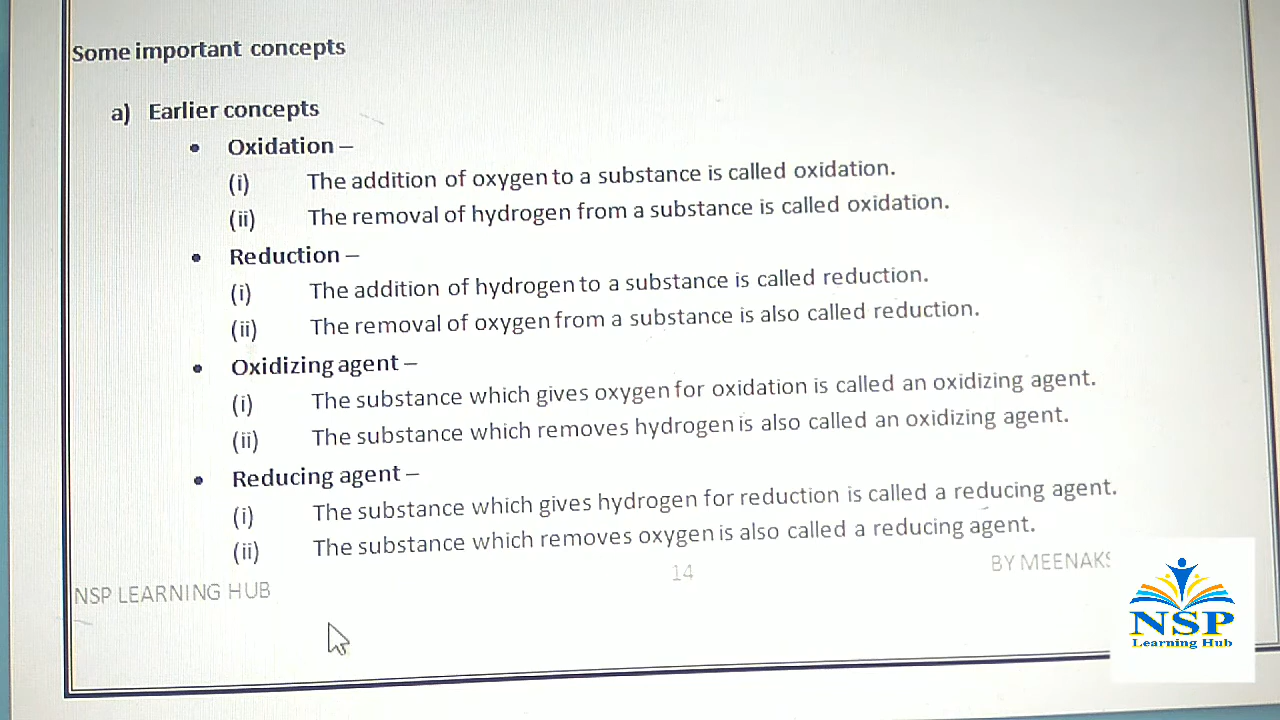 Some important concepts
a) Earlier concepts
• Oxidation –
(i) The addition of oxygen to a substance is called oxidation.
(ii) The removal of hydrogen from a substance is called oxidation.
• Reduction –
(i) The addition of hydrogen to a substance is called reduction.
(ii) The removal of oxygen from a substance is also called reduction.
• Oxidizing agent –
(i) The substance which gives oxygen for oxidation is called an oxidizing agent.
(ii) The substance which removes hydrogen is also called an oxidizing agent.
• Reducing agent –
(i) The substance which gives hydrogen for reduction is called a reducing agent.
(ii) The substance which removes oxygen is also called a reducing agent.
NSP LEARNING HUB 14 BY MEENAKS
NSP
Learning Hub